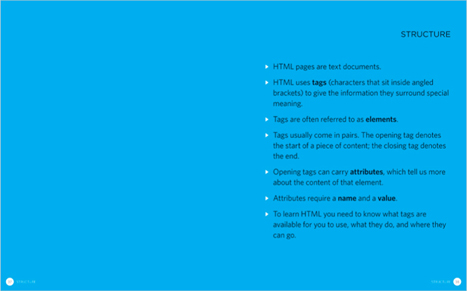 STRUCTURE
HTML pages are text documents.
HTML uses tags (characters that sit inside angled
brackets) to give the information they surround special
meaning.
Tags are often referred to as elements.
Tags usually come in pairs. The opening tag denotes
the start of a piece of content; the closing tag denotes
the end.
Opening tags can carry attributes, which tell us more
about the content of that element.
Attributes require a name and a value.
To learn HTML you need to know what tags are
available for you to use, what they do, and where they
can go.
STRUCTURE
STRUCTURE